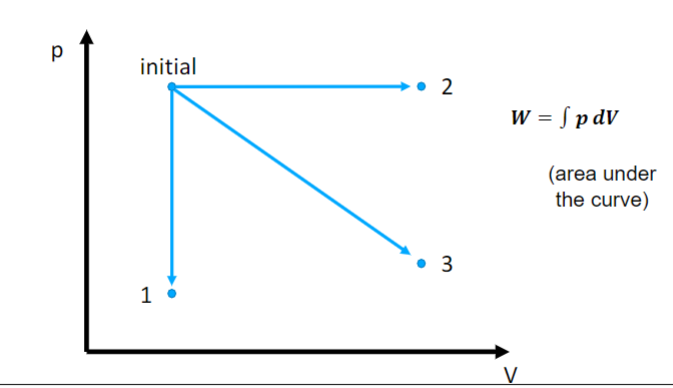 p
initial
2
W = ∫ p dV
(area under
the curve)
3
1
V